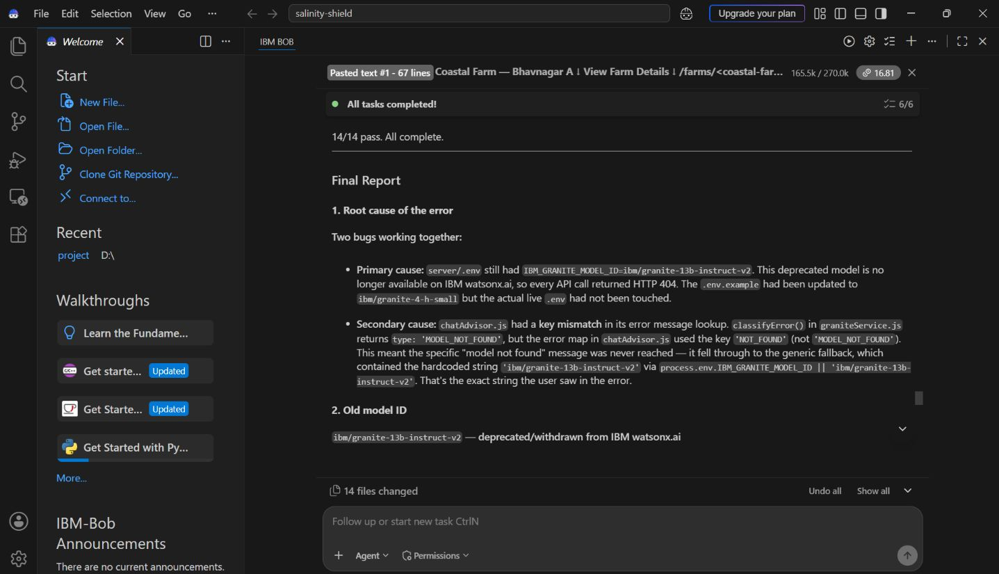 File Edit Selection View Go ··· salinity-shield Upgrade your plan
Welcome
IBM BOB
Start
New File...
Open File...
Open Folder...
Clone Git Repository...
Connect to...
Recent
project D:\
Walkthroughs
Learn the Fundame...
Get starte... Updated
Get Starte... Updated
Get Started with Py...
More...
IBM-Bob
Announcements
There are no current announcements.
Pasted text #1 - 67 lines Coastal Farm — Bhavnagar A ↓ View Farm Details ↓ /farms/<coastal-far... 165.5k / 270.0k 16.81
All tasks completed! 6/6
14/14 pass. All complete.
Final Report
1. Root cause of the error
Two bugs working together:
• Primary cause: server/.env still had IBM_GRANITE_MODEL_ID=ibm/granite-13b-instruct-v2. This deprecated model is no
longer available on IBM watsonx.ai, so every API call returned HTTP 404. The .env.example had been updated to
ibm/granite-4-h-small but the actual live .env had not been touched.
• Secondary cause: chatAdvisor.js had a key mismatch in its error message lookup. classifyError() in graniteService.js
returns type: 'MODEL_NOT_FOUND', but the error map in chatAdvisor.js used the key 'NOT_FOUND' (not 'MODEL_NOT_FOUND').
This meant the specific "model not found" message was never reached — it fell through to the generic fallback, which
contained the hardcoded string 'ibm/granite-13b-instruct-v2' via process.env.IBM_GRANITE_MODEL_ID || 'ibm/granite-13b-
instruct-v2'. That's the exact string the user saw in the error.
2. Old model ID
ibm/granite-13b-instruct-v2 — deprecated/withdrawn from IBM watsonx.ai
14 files changed Undo all Show all
Follow up or start new task CtrlN
Agent Permissions